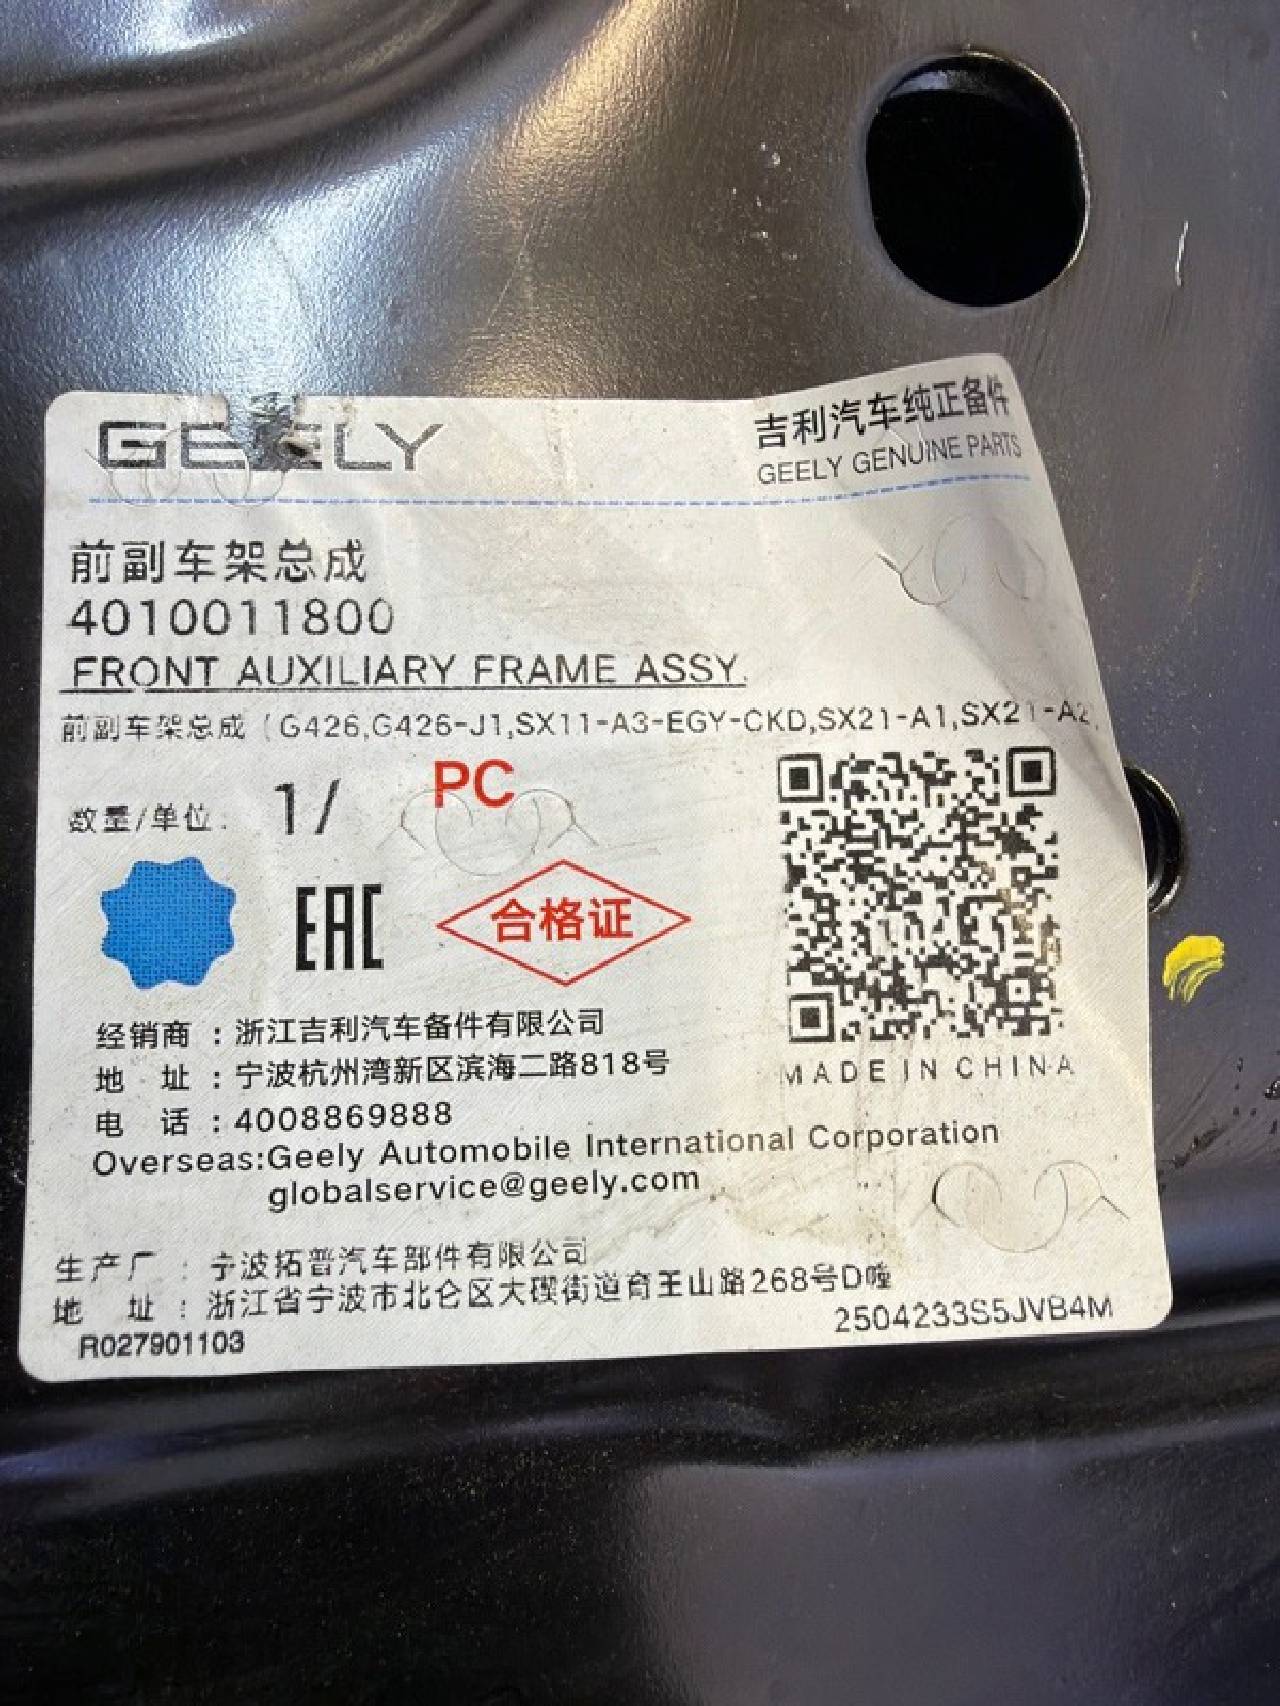 GEELY
吉利汽车纯正备件
GEELY GENUINE PARTS
前副车架总成
4010011800
FRONT AUXILIARY FRAME ASSY.
前副车架总成（G426,G426-J1,SX11-A3-EGY-CKD,SX21-A1,SX21-A2,
数量/单位： 1/ PC
EAC
合格证
经销商：浙江吉利汽车备件有限公司
地 址：宁波杭州湾新区滨海二路818号
电 话：4008869888
MADE IN CHINA
Overseas:Geely Automobile International Corporation
globalservice@geely.com
生产厂：宁波拓普汽车部件有限公司
地 址：浙江省宁波市北仑区大碶街道育王山路268号D幢
R027901103
2504233S5JVB4M